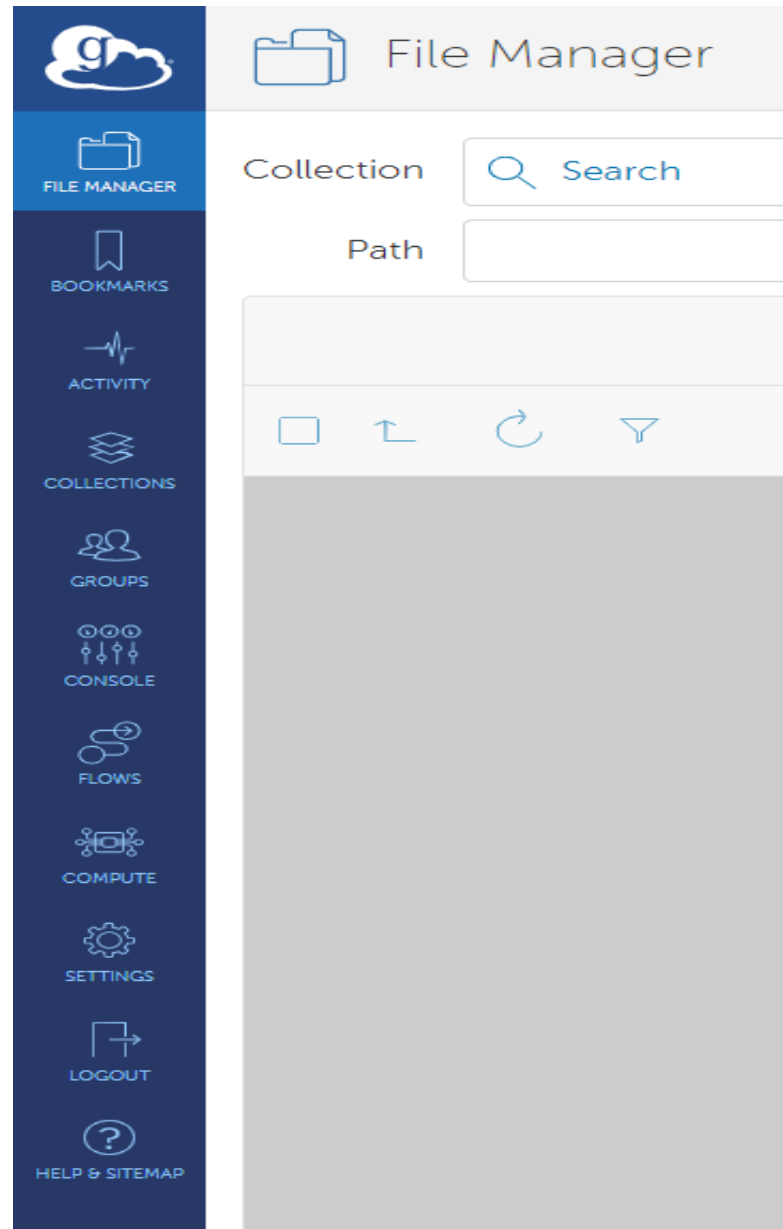 g
File Manager
FILE MANAGER
BOOKMARKS
ACTIVITY
COLLECTIONS
GROUPS
CONSOLE
FLOWS
COMPUTE
SETTINGS
LOGOUT
HELP & SITEMAP
Collection
Search
Path